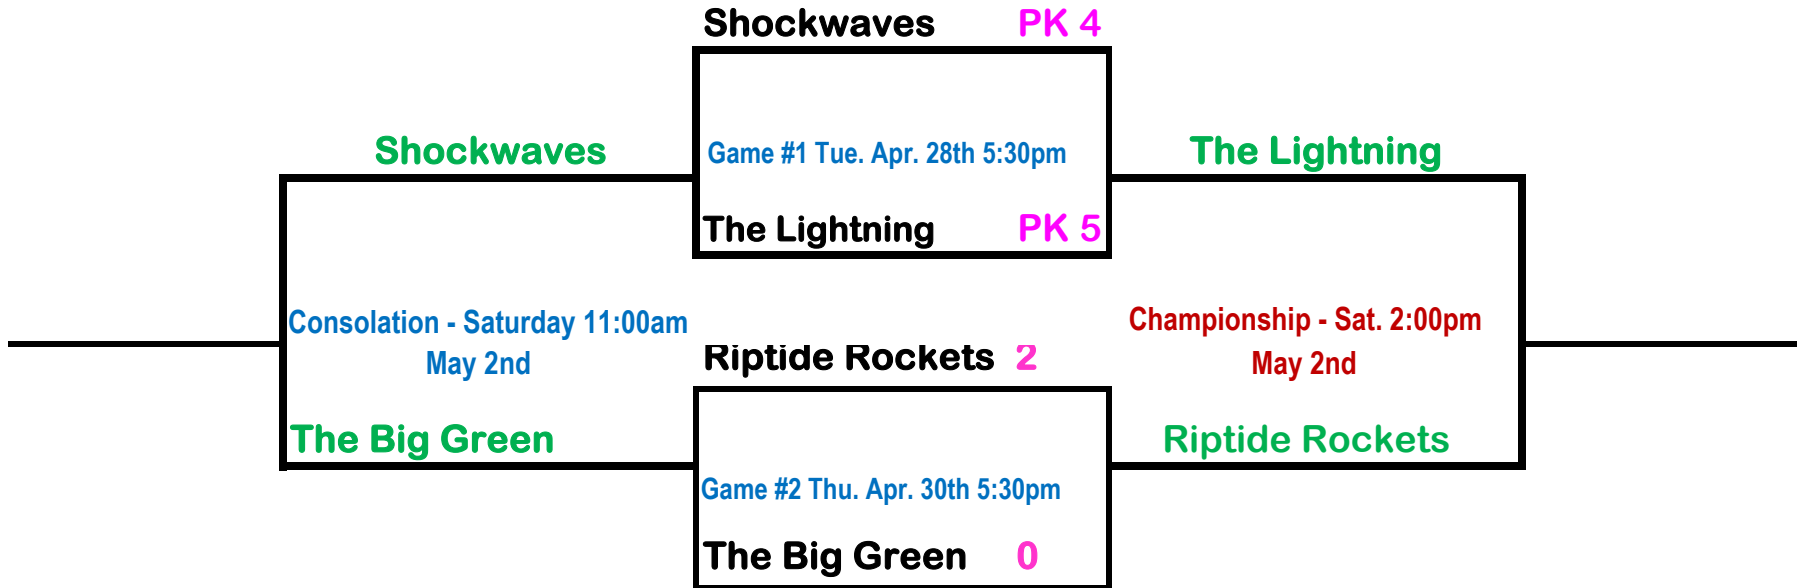 Shockwaves PK 4
Shockwaves
Game #1 Tue. Apr. 28th 5:30pm
The Lightning
The Lightning PK 5
Consolation - Saturday 11:00am
May 2nd
Championship - Sat. 2:00pm
May 2nd
Riptide Rockets 2
The Big Green
Riptide Rockets
Game #2 Thu. Apr. 30th 5:30pm
The Big Green 0